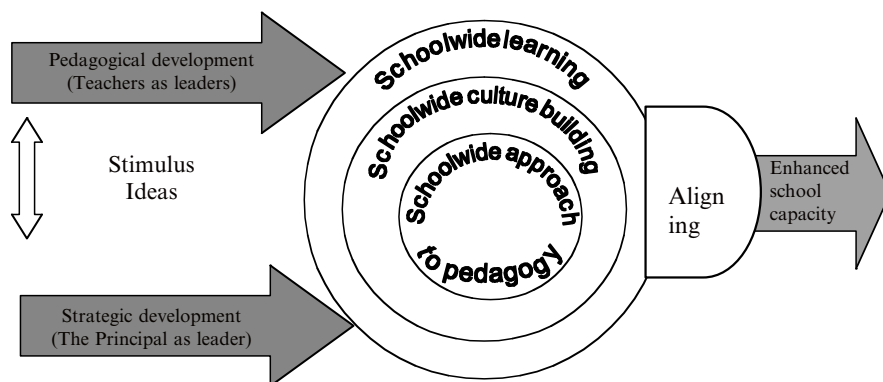 Pedagogical development
(Teachers as leaders)
Stimulus
Ideas
Strategic development
(The Principal as leader)
Schoolwide learning
Schoolwide culture building
Schoolwide approach
to pedagogy
Align
ing
Enhanced
school
capacity